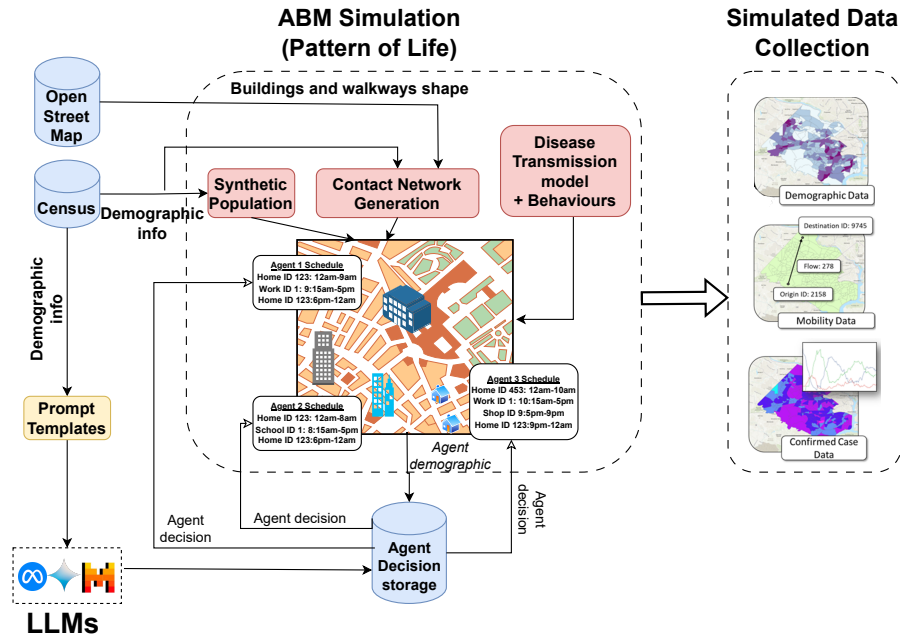 ABM Simulation
(Pattern of Life)
Simulated Data
Collection
Open
Street
Map
Buildings and walkways shape
Census
Demographic
info
Synthetic
Population
Contact Network
Generation
Disease
Transmission
model
+ Behaviours
Agent 1 Schedule
Home ID 123: 12am-9am
Work ID 1: 9:15am-5pm
Home ID 123:6pm-12am
Agent 2 Schedule
Home ID 123: 12am-8am
School ID 1: 8:15am-5pm
Home ID 123:6pm-12am
Agent 3 Schedule
Home ID 453: 12am-10am
Work ID 1: 10:15am-5pm
Shop ID 9:5pm-9pm
Home ID 123:9pm-12am
Demographic
info
Prompt
Templates
LLMs
Agent
demographic
Agent decision
Agent
decision
Agent
decision
Agent
Decision
storage
Demographic Data
Destination ID: 9745
Flow: 278
Origin ID: 2158
Mobility Data
Confirmed Case
Data